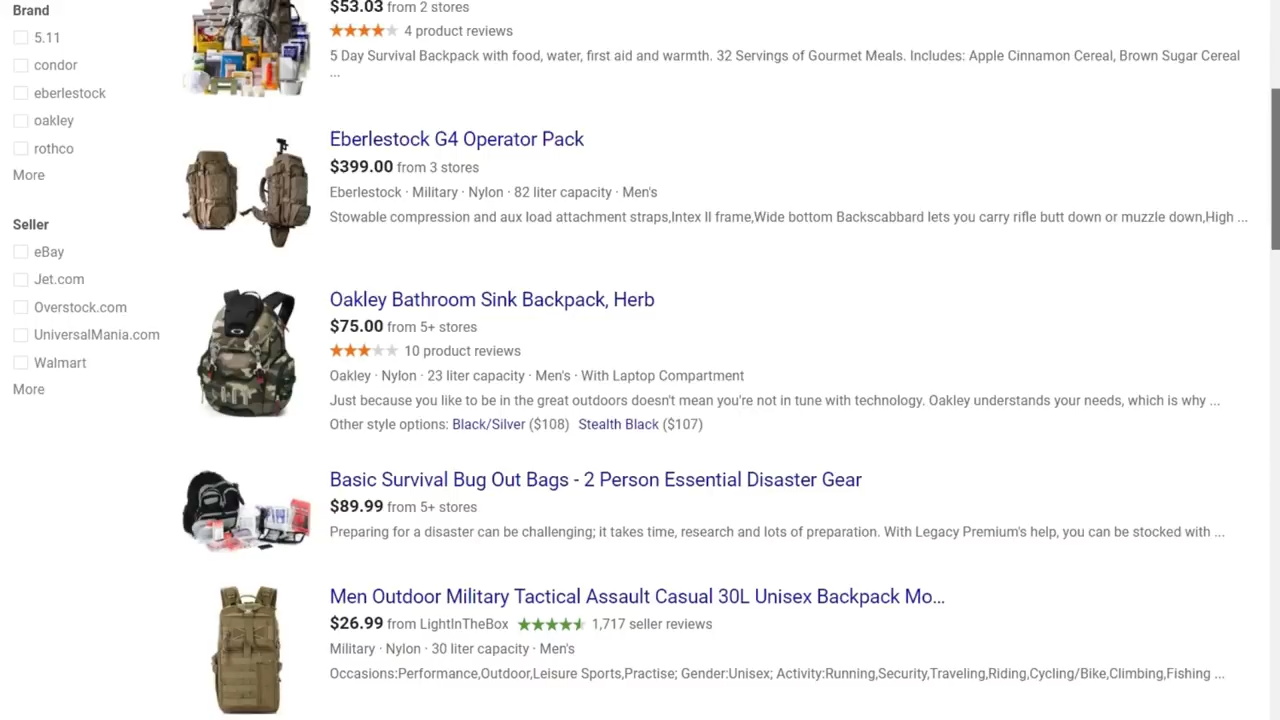 Brand
5.11
condor
eberlestock
oakley
rothco
More
Seller
eBay
Jet.com
Overstock.com
UniversalMania.com
Walmart
More
$53.03 from 2 stores
4 product reviews
5 Day Survival Backpack with food, water, first aid and warmth. 32 Servings of Gourmet Meals. Includes: Apple Cinnamon Cereal, Brown Sugar Cereal
...
Eberlestock G4 Operator Pack
$399.00 from 3 stores
Eberlestock · Military · Nylon · 82 liter capacity · Men's
Stowable compression and aux load attachment straps,Intex II frame,Wide bottom Backscabbard lets you carry rifle butt down or muzzle down,High ...
Oakley Bathroom Sink Backpack, Herb
$75.00 from 5+ stores
10 product reviews
Oakley · Nylon · 23 liter capacity · Men's · With Laptop Compartment
Just because you like to be in the great outdoors doesn't mean you're not in tune with technology. Oakley understands your needs, which is why ...
Other style options: Black/Silver ($108) Stealth Black ($107)
Basic Survival Bug Out Bags - 2 Person Essential Disaster Gear
$89.99 from 5+ stores
Preparing for a disaster can be challenging; it takes time, research and lots of preparation. With Legacy Premium's help, you can be stocked with ...
Men Outdoor Military Tactical Assault Casual 30L Unisex Backpack Mo...
$26.99 from LightInTheBox 1,717 seller reviews
Military · Nylon · 30 liter capacity · Men's
Occasions:Performance,Outdoor,Leisure Sports,Practise; Gender:Unisex; Activity:Running,Security,Traveling,Riding,Cycling/Bike,Climbing,Fishing ...